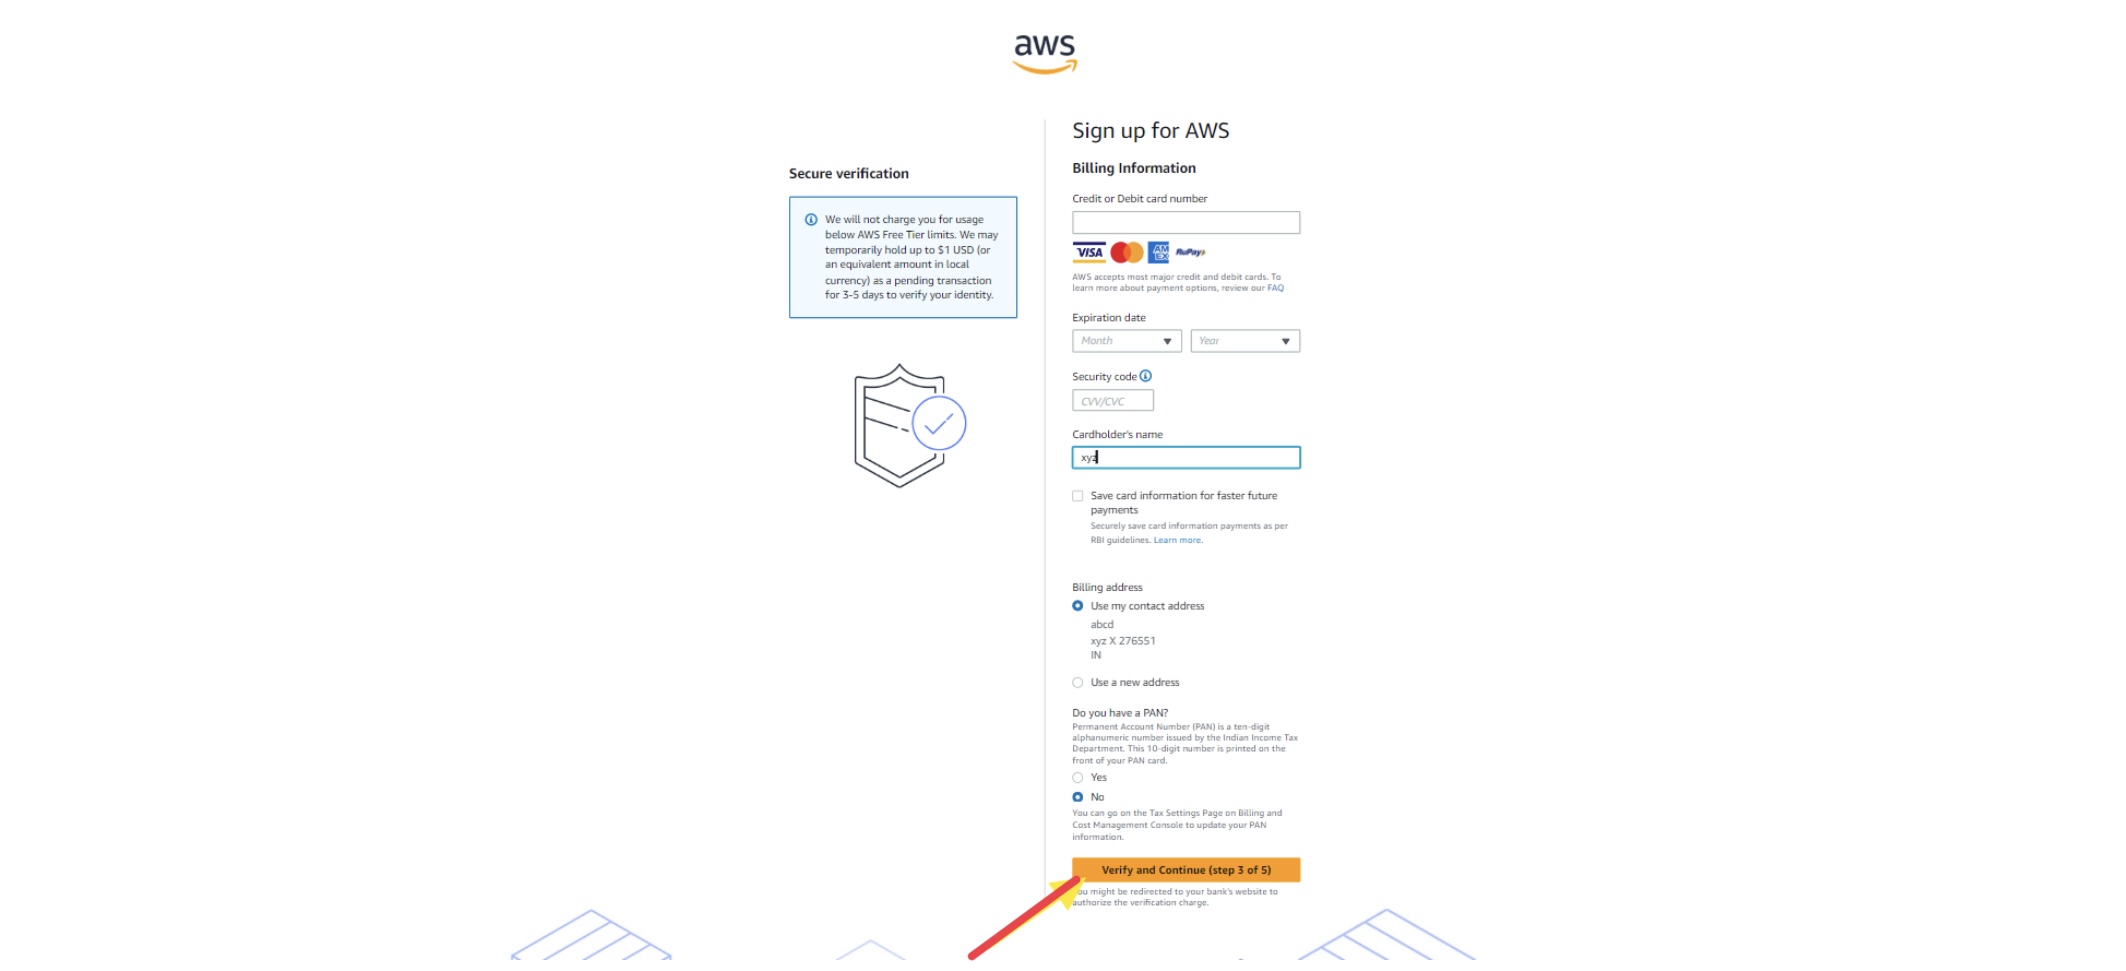 aws
Sign up for AWS
Secure verification
We will not charge you for usage
below AWS Free Tier limits. We may
temporarily hold up to $1 USD (or
an equivalent amount in local
currency) as a pending transaction
for 3-5 days to verify your identity.
Billing Information
Credit or Debit card number
VISA AM EX RuPay
AWS accepts most major credit and debit cards. To
learn more about payment options, review our FAQ
Expiration date
Month Year
Security code
CVV/CVC
Cardholder's name
xyz
Save card information for faster future
payments
Securely save card information payments as per
RBI guidelines. Learn more.
Billing address
Use my contact address
abcd
xyz X 276551
IN
Use a new address
Do you have a PAN?
Permanent Account Number (PAN) is a ten-digit
alphanumeric number issued by the Indian Income Tax
Department. This 10-digit number is printed on the
front of your PAN card.
Yes
No
You can go on the Tax Settings Page on Billing and
Cost Management Console to update your PAN
information.
Verify and Continue (step 3 of 5)
You might be redirected to your bank's website to
authorize the verification charge.